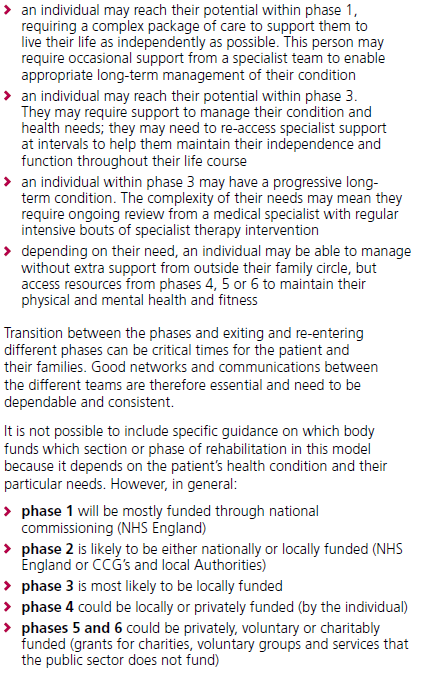 › an individual may reach their potential within phase 1,
requiring a complex package of care to support them to
live their life as independently as possible. This person may
require occasional support from a specialist team to enable
appropriate long-term management of their condition
› an individual may reach their potential within phase 3.
They may require support to manage their condition and
health needs; they may need to re-access specialist support
at intervals to help them maintain their independence and
function throughout their life course
› an individual within phase 3 may have a progressive long-
term condition. The complexity of their needs may mean they
require ongoing review from a medical specialist with regular
intensive bouts of specialist therapy intervention
› depending on their need, an individual may be able to manage
without extra support from outside their family circle, but
access resources from phases 4, 5 or 6 to maintain their
physical and mental health and fitness
Transition between the phases and exiting and re-entering
different phases can be critical times for the patient and
their families. Good networks and communications between
the different teams are therefore essential and need to be
dependable and consistent.
It is not possible to include specific guidance on which body
funds which section or phase of rehabilitation in this model
because it depends on the patient’s health condition and their
particular needs. However, in general:
› phase 1 will be mostly funded through national
commissioning (NHS England)
› phase 2 is likely to be either nationally or locally funded (NHS
England or CCG’s and local Authorities)
› phase 3 is most likely to be locally funded
› phase 4 could be locally or privately funded (by the individual)
› phases 5 and 6 could be privately, voluntary or charitably
funded (grants for charities, voluntary groups and services that
the public sector does not fund)